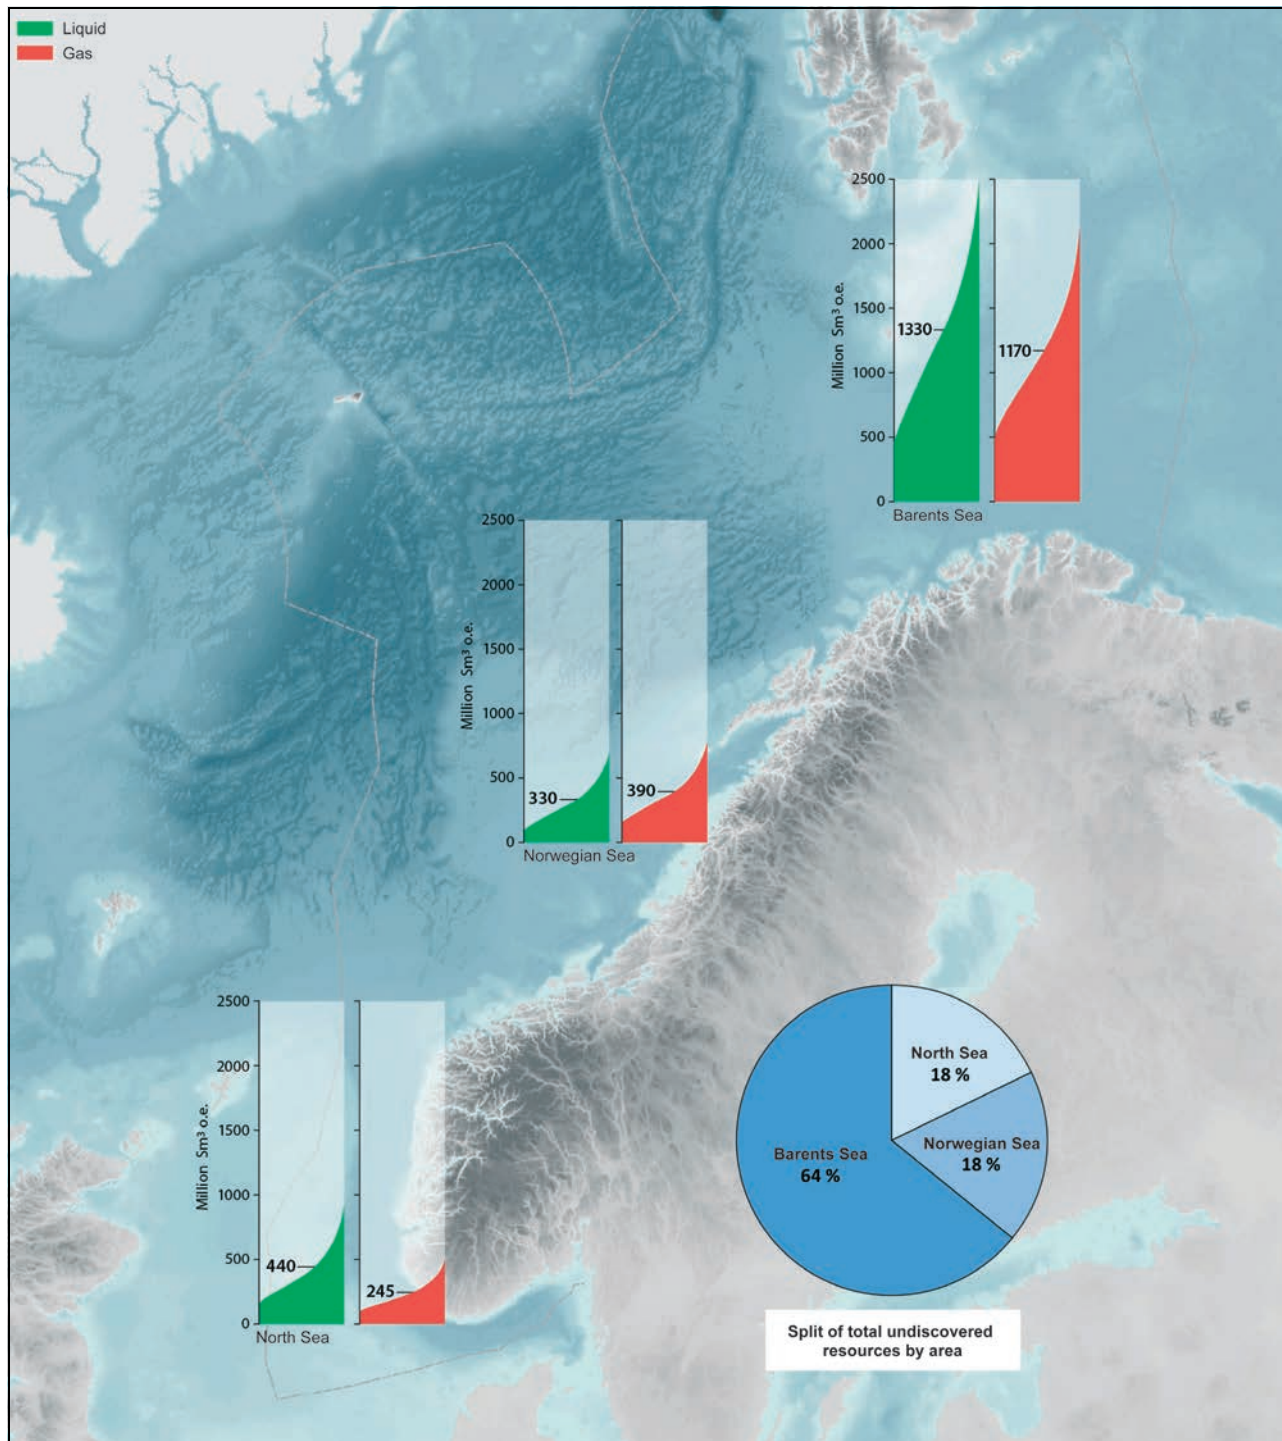 Liquid
Gas
2500
2000
1500
1000
500
0
Million Sm³ o.e.
1330
1170
Barents Sea
2500
2000
1500
1000
500
0
Million Sm³ o.e.
330
390
Norwegian Sea
2500
2000
1500
1000
500
0
Million Sm³ o.e.
440
245
North Sea
North Sea
18 %
Norwegian Sea
18 %
Barents Sea
64 %
Split of total undiscovered
resources by area